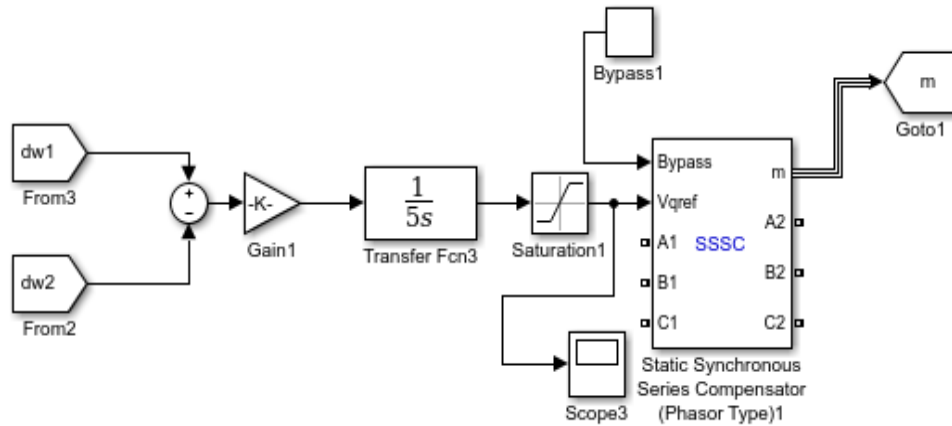 Bypass1
m
Goto1
dw1
From3
+
-
-K-
Gain1
1
5s
Transfer Fcn3
Saturation1
Bypass
m
Vqref
A2
A1
SSSC
B1
B2
C1
C2
dw2
From2
Scope3
Static Synchronous
Series Compensator
(Phasor Type)1